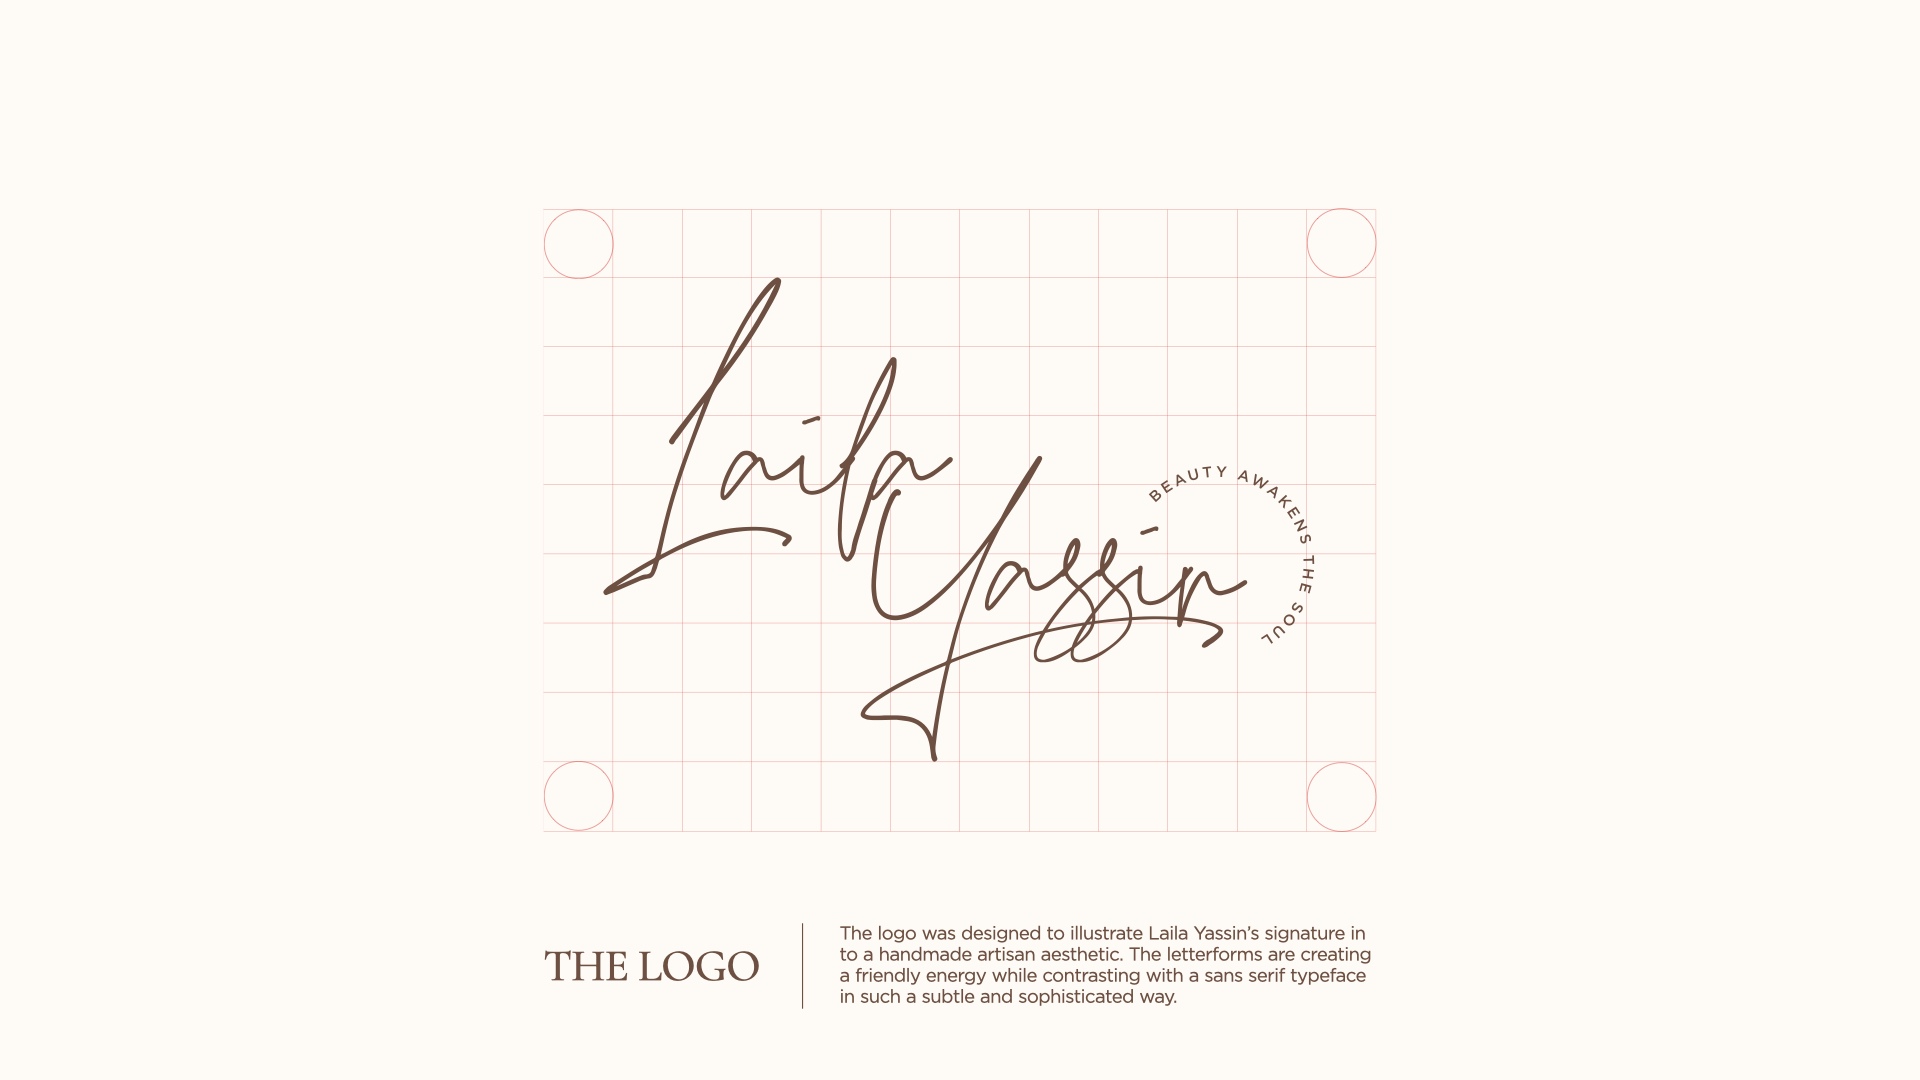 Laila
Yassin
BEAUTY AWAKENS THE SOUL
THE LOGO
The logo was designed to illustrate Laila Yassin’s signature in
to a handmade artisan aesthetic. The letterforms are creating
a friendly energy while contrasting with a sans serif typeface
in such a subtle and sophisticated way.